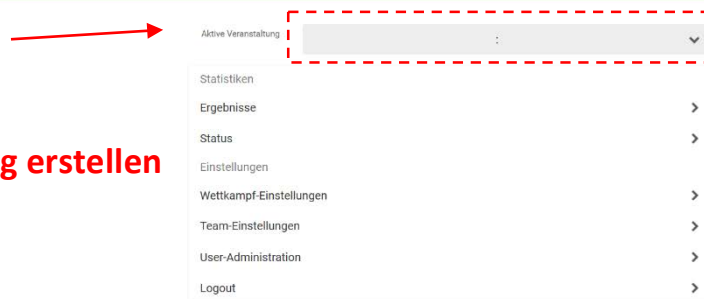 Aktive Veranstaltung
:
Statistiken
Ergebnisse
Status
g erstellen
Einstellungen
Wettkampf-Einstellungen
Team-Einstellungen
User-Administration
Logout